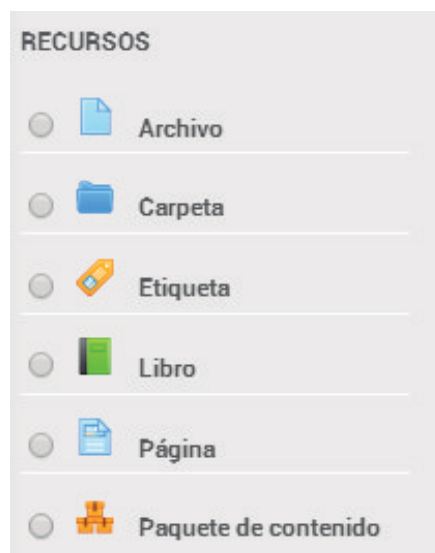 RECURSOS
Archivo
Carpeta
Etiqueta
Libro
Página
Paquete de contenido